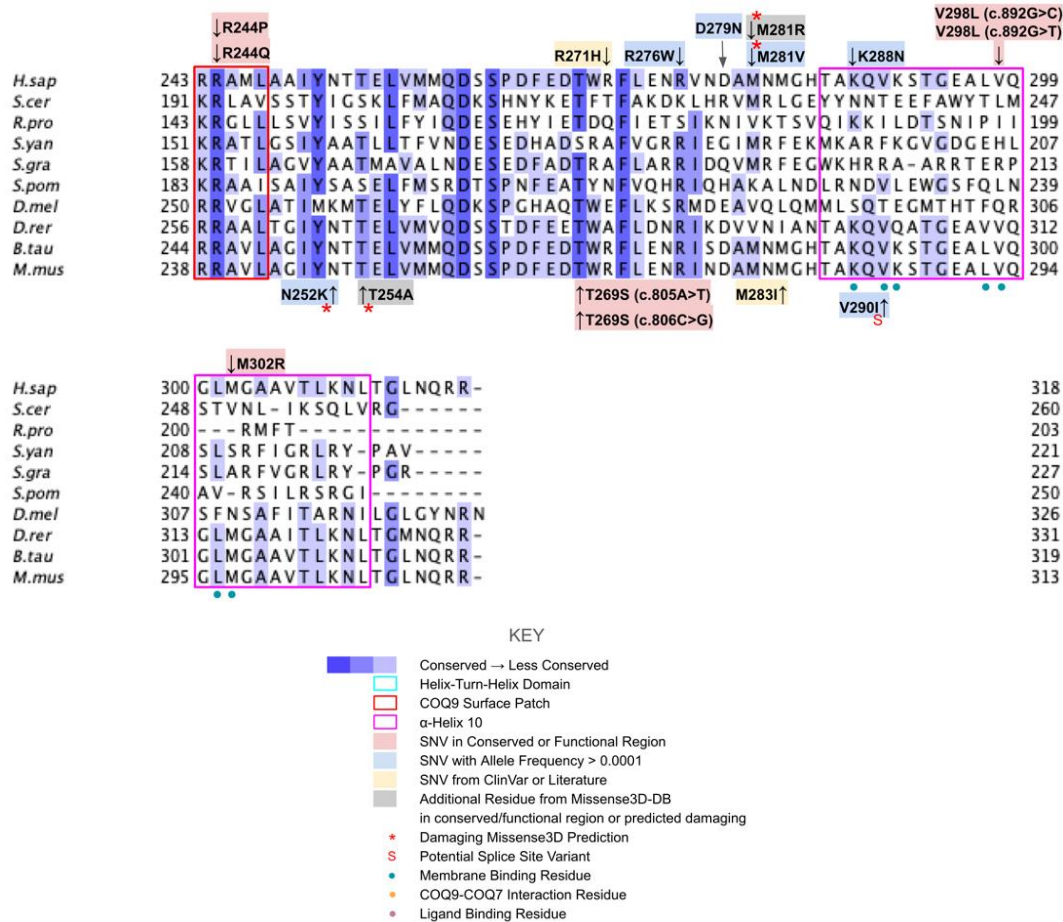 V298L (c.892G>C)
↓R244P D279N *↓M281R V298L (c.892G>T)
↓R244Q R271H↓ R276W↓ ↓ *↓M281V ↓K288N ↓
H.sap 243 RRAMLAAIYNTTELVMMQDSSPDFEDTWRFLENRVNDAMNMGHTAKQVKSTGEALVQ 299
S.cer 191 KRLAVSSTYIGSKLFMAQDKSHNYKETFTFAKDKLHRVMRLGEYYNNTEEFAWYTLM 247
R.pro 143 KRGLLLSVYISSILFYIQDESEHYIETDQFIETSIKNIVKTSVQIKKILDTSNIPII 199
S.yan 151 KRATLGSIYAATLLTFVNDESEDHADSRAFVGRRIEGIMRFEKMKARFKGVGDGEHL 207
S.gra 158 KRTILAGVYAATMAVALNDESEDFADTRAFLARRIDQVMRFEGWKHRRA-ARRTERP 213
S.pom 183 KRAAISAIYSASELFMSRDTSPNFEATYNFVQHRIQHAKALNDLRNDVLEWGSFQLN 239
D.mel 250 RRVGLATIMKMTELYFLQDKSPGHAQTWEFLKSRMDEAVQLQMMLSQTEGMTHTFQR 306
D.rer 256 RRAALTGIYNTTELVMLQDSSTDFEETWAFLDNRIKDVVNIANTAKQVQATGEAVVQ 312
B.tau 244 RRAVLAGIYNTTELVMMQDSSPDFEDTWRFLENRISDAMNMGHTAKQVKSTGEALVQ 300
M.mus 238 RRAVLAGIYNTTELVMMQDSSPDFEDTWRFLENRINDAMNMGHTAKQVKSTGEALVQ 294
N252K↑ ↑T254A ↑T269S (c.805A>T) M283I↑ V290I↑
* * ↑T269S (c.806C>G) S
↓M302R
H.sap 300 GLMGAAVTLKNLTGLNQRR- 318
S.cer 248 STVNL-IKSQLVRG------ 260
R.pro 200 ---RMFT------------- 203
S.yan 208 SLSRFIGRLRY-PAV----- 221
S.gra 214 SLARFVGRLRY-PGR----- 227
S.pom 240 AV-RSILRSRGI-------- 250
D.mel 307 SFNSAFITARNILGLGYNRN 326
D.rer 313 GLMGAAITLKNLTGMNQRR- 331
B.tau 301 GLMGAAVTLKNLTGLNQRR- 319
M.mus 295 GLMGAAVTLKNLTGLNQRR- 313
KEY
Conserved → Less Conserved
Helix-Turn-Helix Domain
COQ9 Surface Patch
α-Helix 10
SNV in Conserved or Functional Region
SNV with Allele Frequency > 0.0001
SNV from ClinVar or Literature
Additional Residue from Missense3D-DB
in conserved/functional region or predicted damaging
* Damaging Missense3D Prediction
S Potential Splice Site Variant
Membrane Binding Residue
COQ9-COQ7 Interaction Residue
Ligand Binding Residue